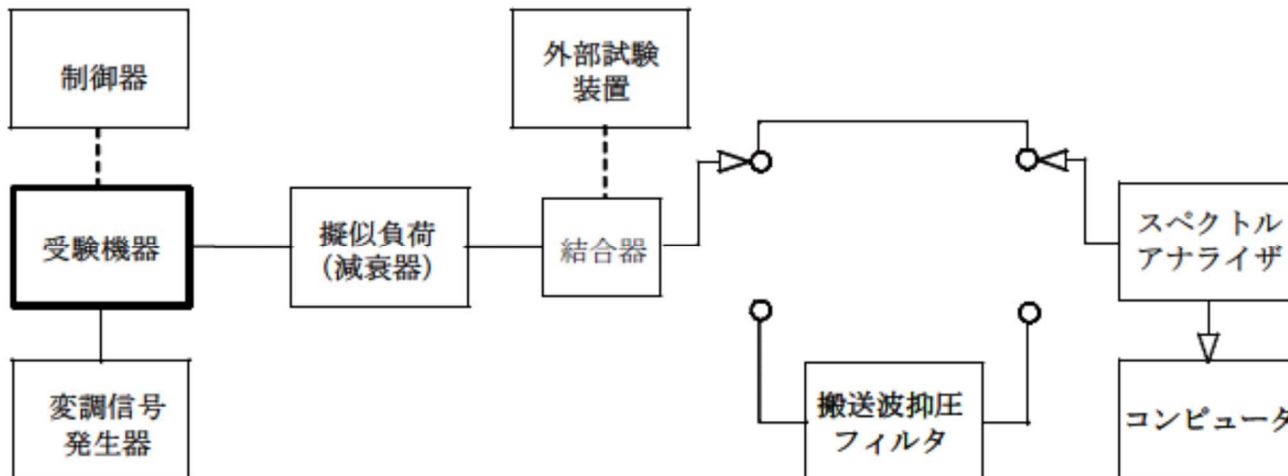 制御器
外部試験
装置
受験機器
擬似負荷
(減衰器)
結合器
スペクトル
アナライザ
変調信号
発生器
搬送波抑圧
フィルタ
コンピュータ